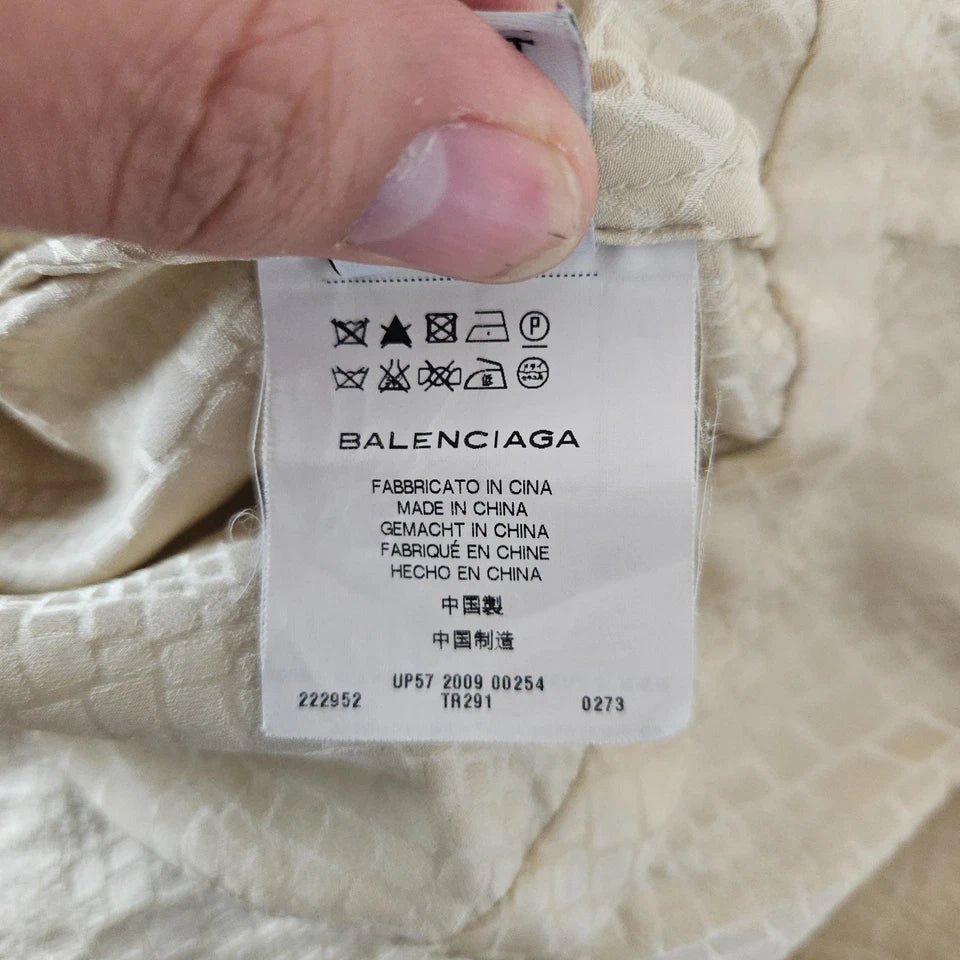 P
BALENCIAGA
FABBRICATO IN CINA
MADE IN CHINA
GEMACHT IN CHINA
FABRIQUÉ EN CHINE
HECHO EN CHINA
中国製
中国制造
UP57 2009 00254
222952 TR291 0273